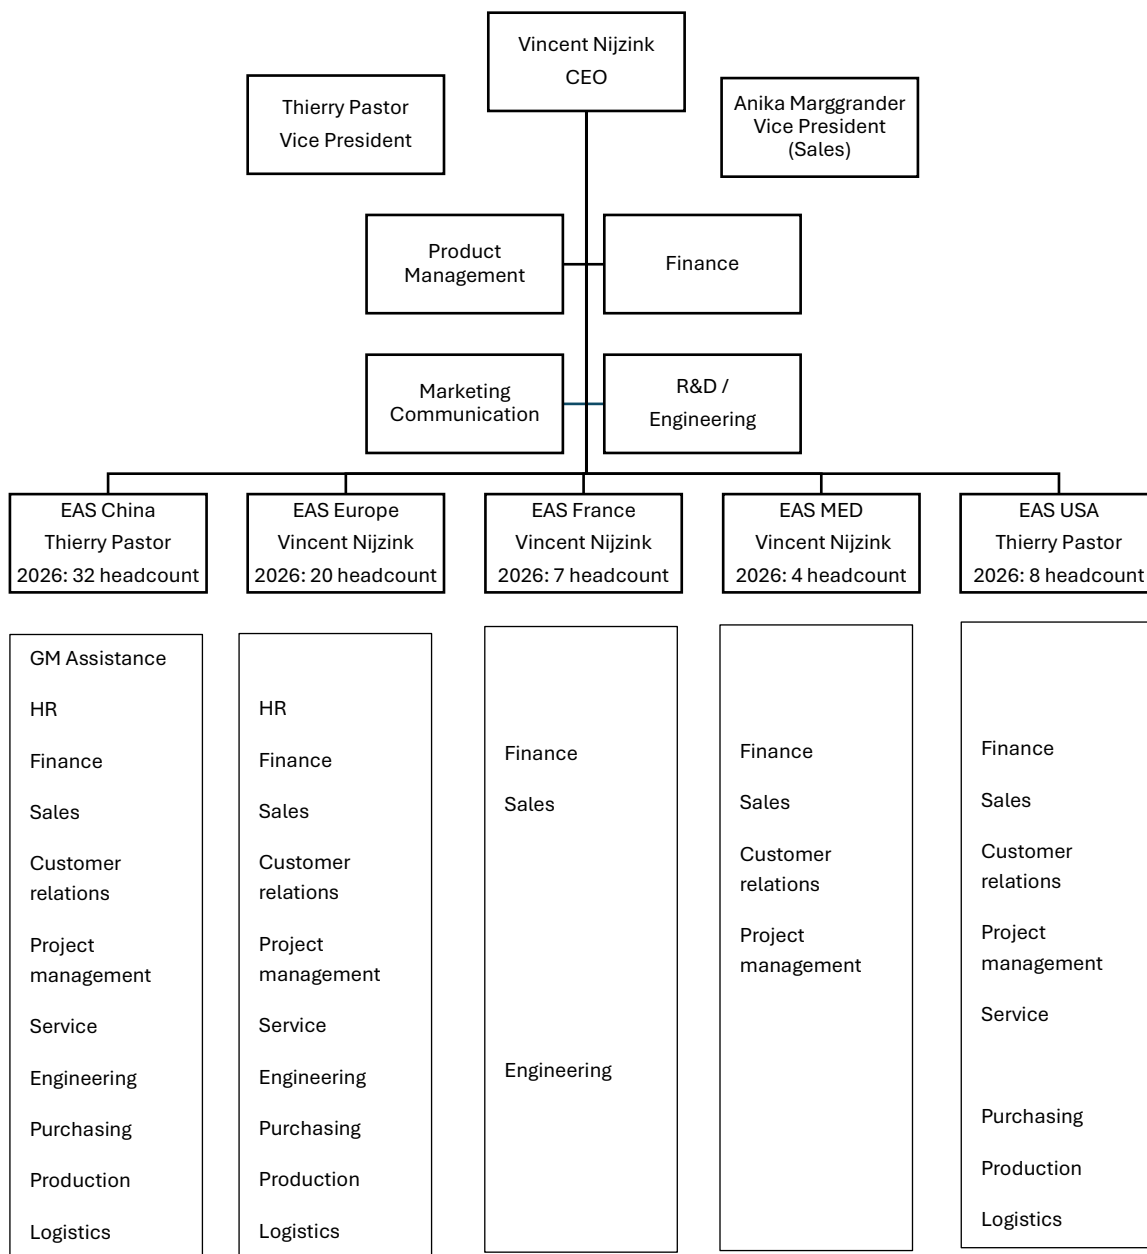 Vincent Nijzink
CEO
Thierry Pastor
Vice President
Anika Marggrander
Vice President
(Sales)
Product
Management
Finance
Marketing
Communication
R&D /
Engineering
EAS China
Thierry Pastor
2026: 32 headcount
EAS Europe
Vincent Nijzink
2026: 20 headcount
EAS France
Vincent Nijzink
2026: 7 headcount
EAS MED
Vincent Nijzink
2026: 4 headcount
EAS USA
Thierry Pastor
2026: 8 headcount
GM Assistance
HR
Finance
Sales
Customer
relations
Project
management
Service
Engineering
Purchasing
Production
Logistics
HR
Finance
Sales
Customer
relations
Project
management
Service
Engineering
Purchasing
Production
Logistics
Finance
Sales
Engineering
Finance
Sales
Customer
relations
Project
management
Finance
Sales
Customer
relations
Project
management
Service
Purchasing
Production
Logistics